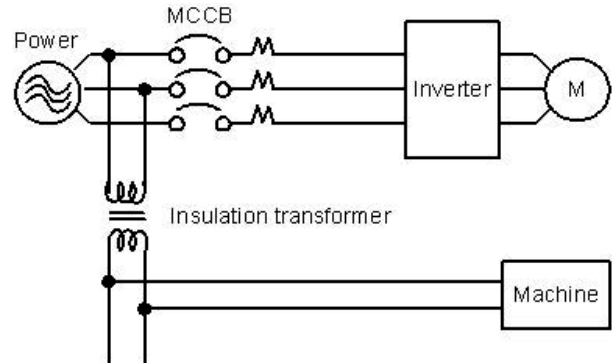 MCCB
Power
Inverter
M
Insulation transformer
Machine